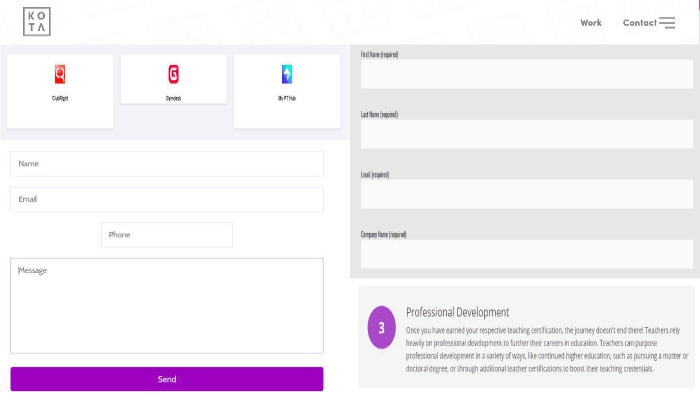 KO
TA
Work
Contact
ClubRight
Gymdesk
My PT Hub
Name
Email
Phone
Message
Send
First Name (required)
Last Name (required)
Email (required)
Company Name (required)
3
Professional Development
Once you have earned your respective teaching certification, the journey doesn't end there! Teachers rely
heavily on professional development to further their careers in education. Teachers can purpose
professional development in a variety of ways, like continued higher education, such as pursuing a master or
doctoral degree, or through additional teacher certifications to boost their teaching credentials.